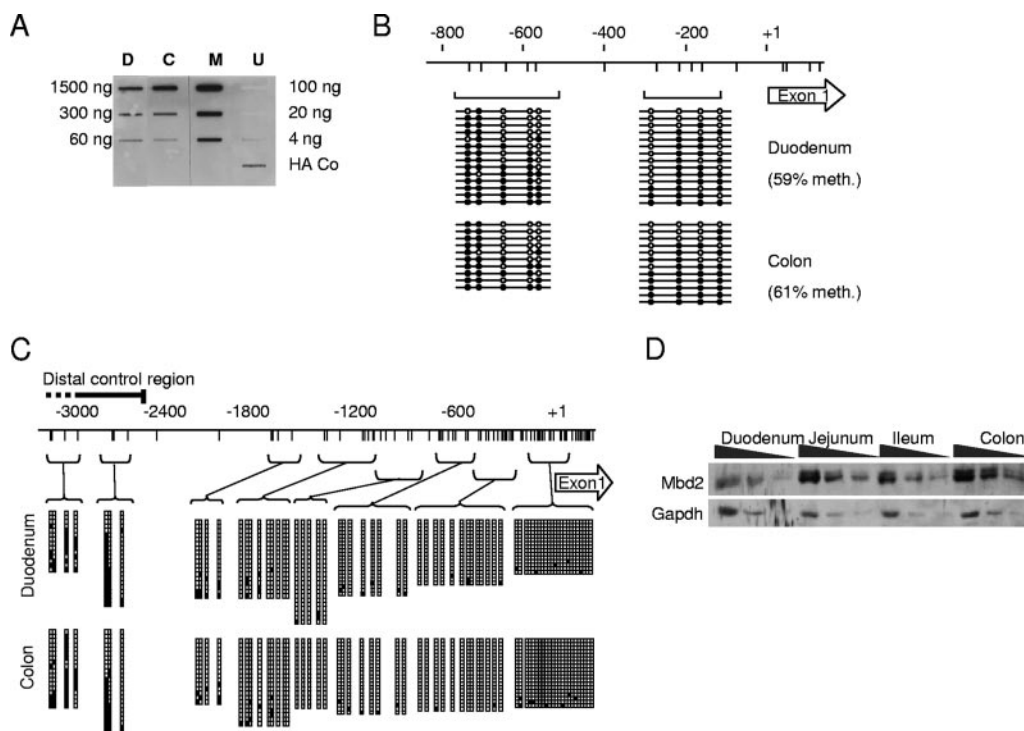 A
D C M U
1500 ng 100 ng
300 ng 20 ng
60 ng 4 ng
HA Co
B
-800 -600 -400 -200 +1
Exon 1
Duodenum
(59% meth.)
Colon
(61% meth.)
C
Distal control region
-3000 -2400 -1800 -1200 -600 +1
Exon1
Duodenum
Colon
D
Duodenum Jejunum Ileum Colon
Mbd2
Gapdh